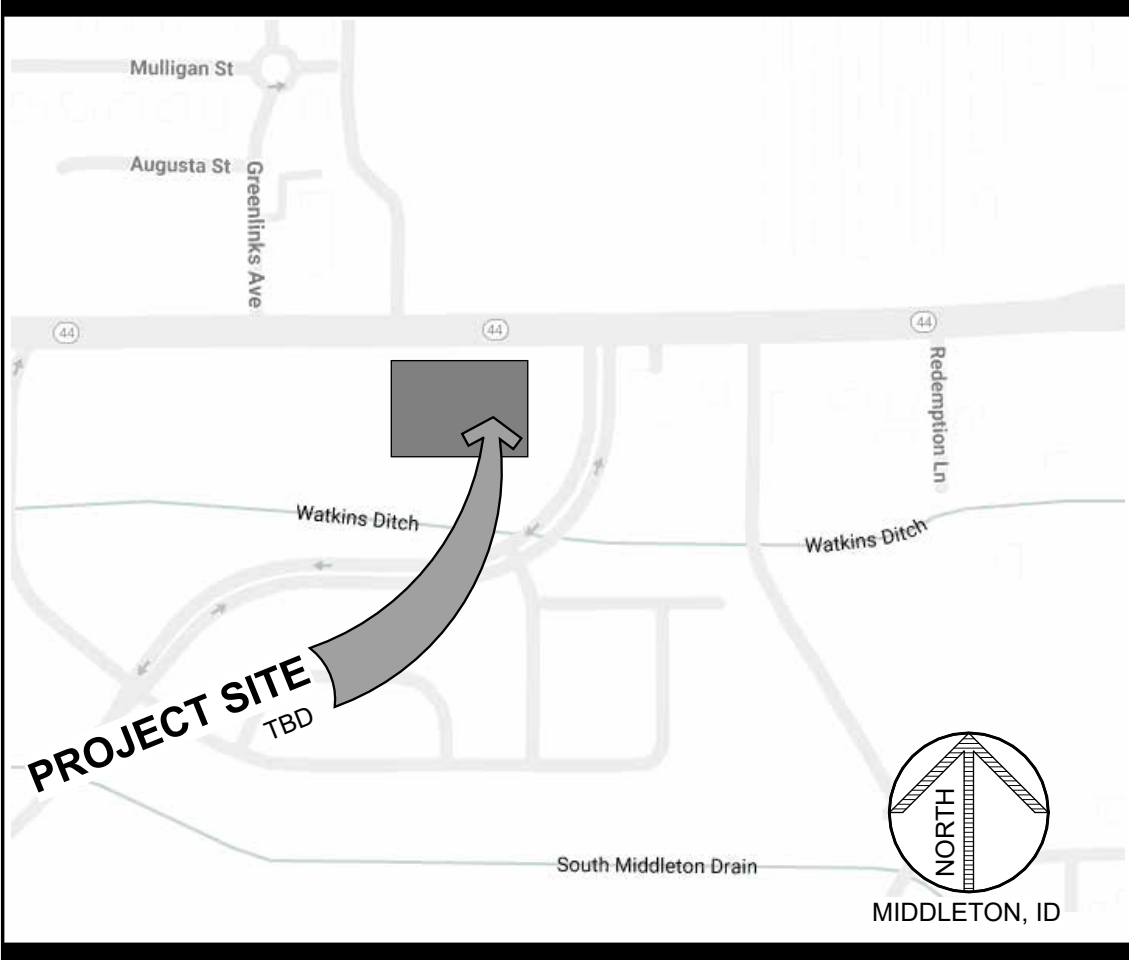 Mulligan St
Augusta St
Greenlinks Ave
44
44
44
Redemption Ln
Watkins Ditch
Watkins Ditch
PROJECT SITE
TBD
NORTH
South Middleton Drain
MIDDLETON, ID